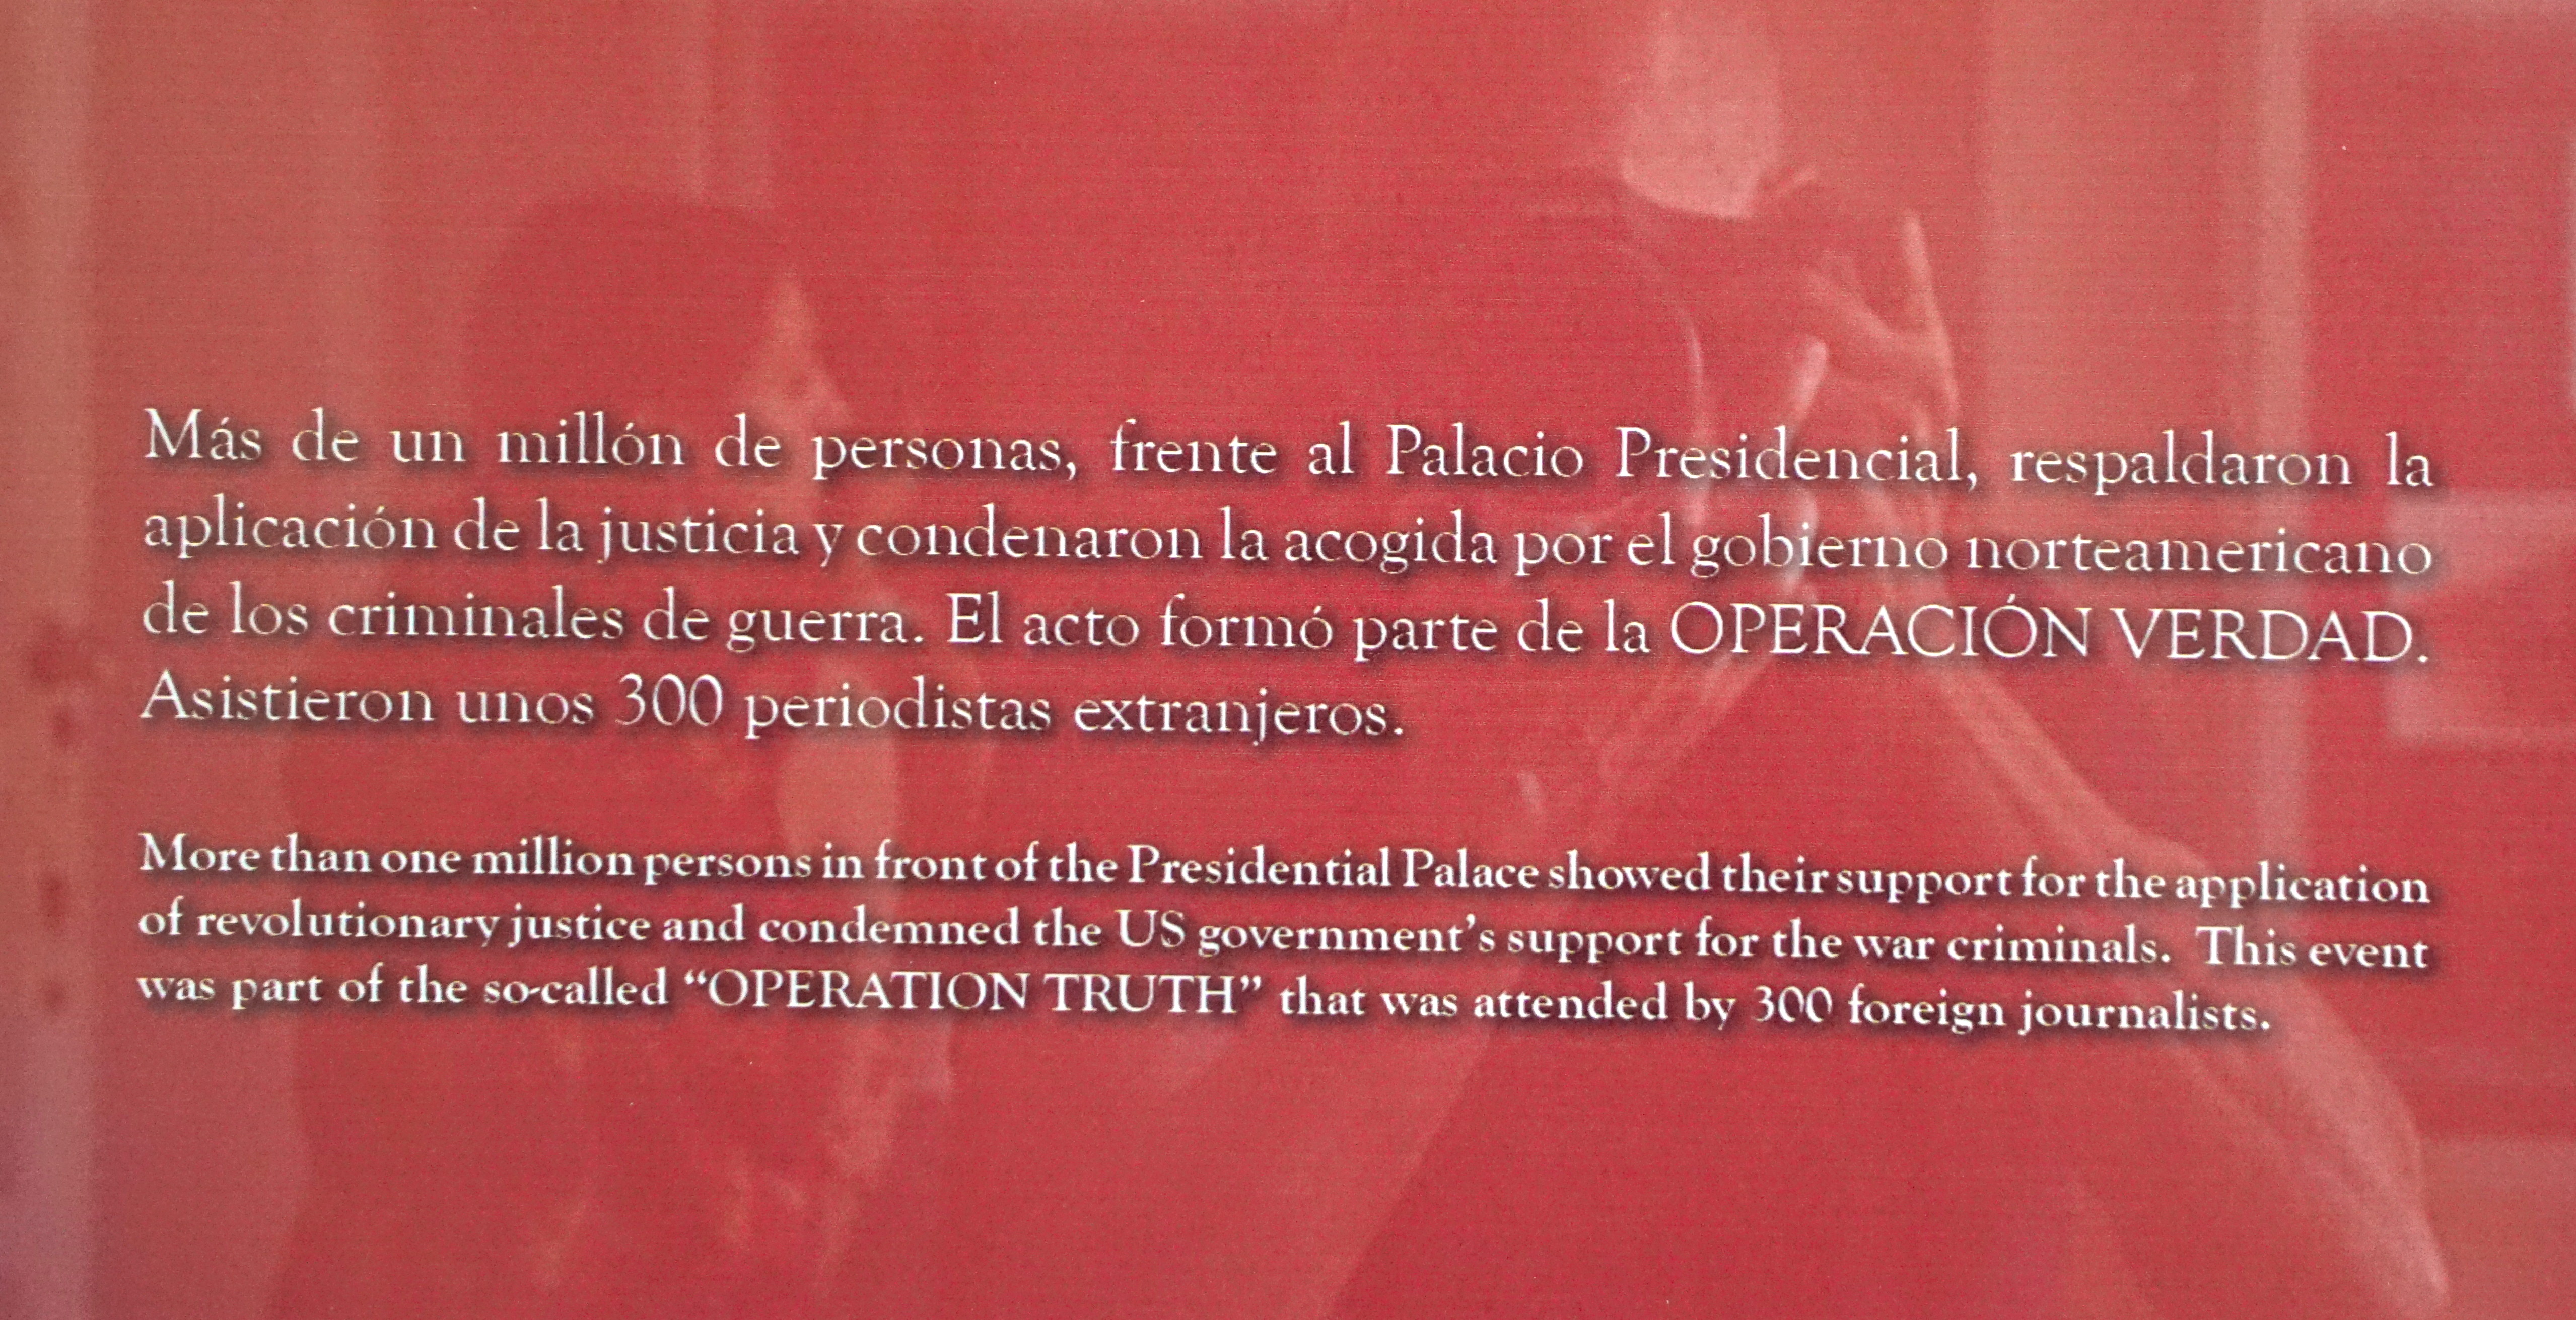 Más de un millón de personas, frente al Palacio Presidencial, respaldaron la
aplicación de la justicia y condenaron la acogida por el gobierno norteamericano
de los criminales de guerra. El acto formó parte de la OPERACIÓN VERDAD.
Asistieron unos 300 periodistas extranjeros.
More than one million persons in front of the Presidential Palace showed their support for the application
of revolutionary justice and condemned the US government's support for the war criminals. This event
was part of the so-called “OPERATION TRUTH” that was attended by 300 foreign journalists.